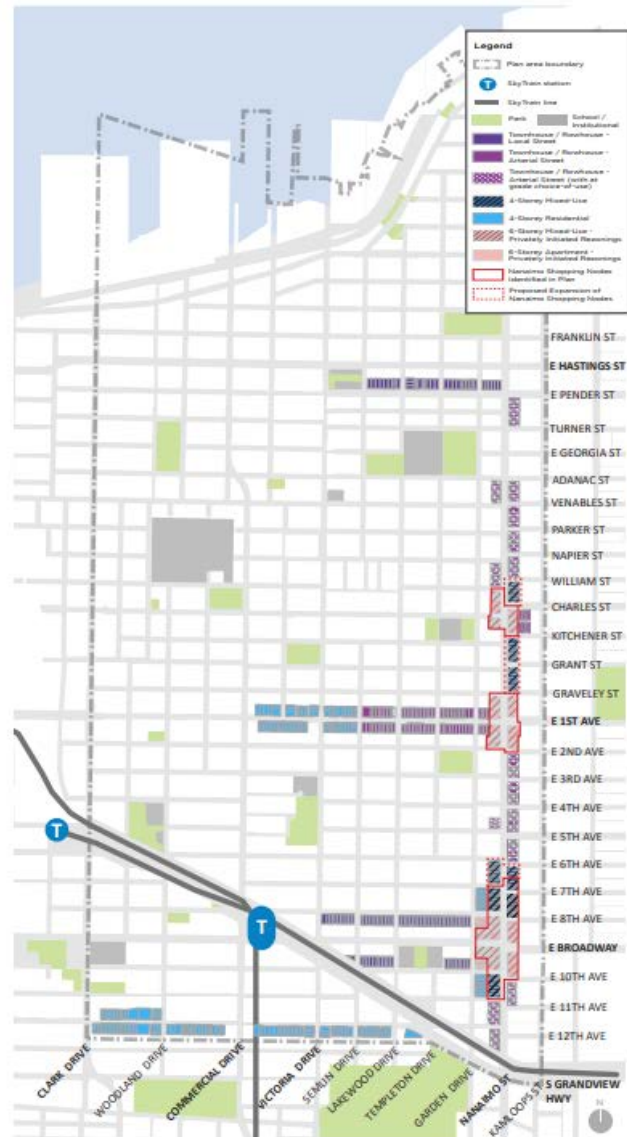 Legend
Plan area boundary
T
SkyTrain station
SkyTrain line
Park
School /
Institutional
Townhouse / Rowhouse -
Local Street
Townhouse / Rowhouse -
Arterial Street
Townhouse / Rowhouse -
Arterial Street (with at
grade choice-of-use)
4-Storey Mixed-Use
4-Storey Residential
6-Storey Mixed-Use -
Privately Initiated Rezonings
6-Storey Apartment -
Privately Initiated Rezonings
Nanaimo Shopping Nodes
Identified in Plan
Proposed Expansion of
Nanaimo Shopping Nodes
FRANKLIN ST
E HASTINGS ST
E PENDER ST
TURNER ST
E GEORGIA ST
ADANAC ST
VENABLES ST
PARKER ST
NAPIER ST
WILLIAM ST
CHARLES ST
KITCHENER ST
GRANT ST
GRAVELEY ST
E 1ST AVE
E 2ND AVE
E 3RD AVE
E 4TH AVE
E 5TH AVE
E 6TH AVE
E 7TH AVE
E 8TH AVE
E BROADWAY
E 10TH AVE
E 11TH AVE
E 12TH AVE
T
T
CLARK DRIVE
WOODLAND DRIVE
COMMERCIAL DRIVE
VICTORIA DRIVE
SEMLIN DRIVE
LAKEWOOD DRIVE
TEMPLETON DRIVE
GARDEN DRIVE
NANAIMO ST
KAMLOOPS ST
S GRANDVIEW
HWY
N